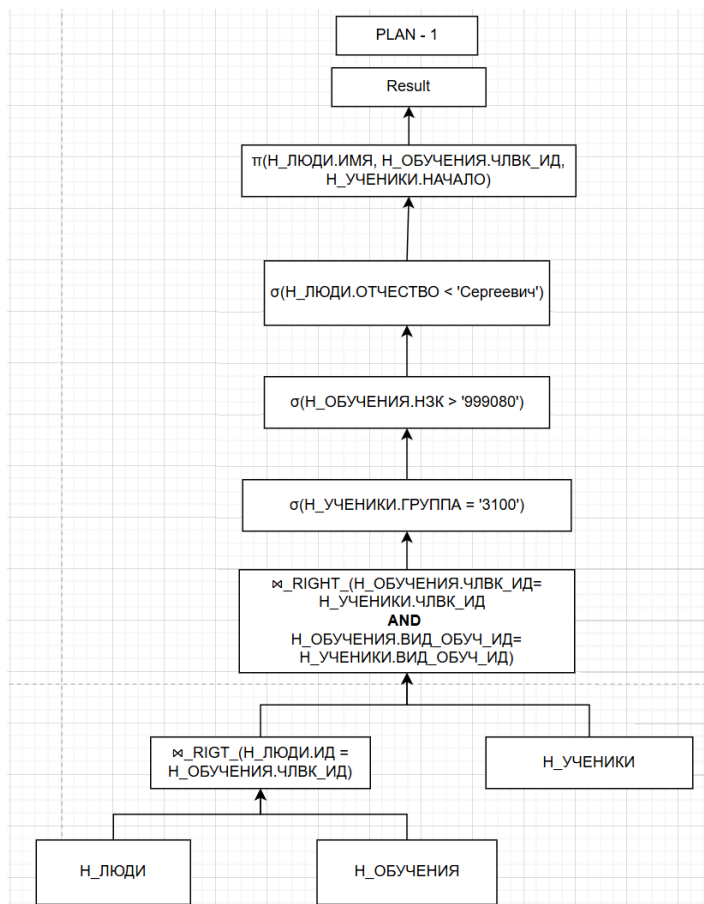 PLAN - 1
Result
π(Н_ЛЮДИ.ИМЯ, Н_ОБУЧЕНИЯ.ЧЛВК_ИД,
Н_УЧЕНИКИ.НАЧАЛО)
σ(Н_ЛЮДИ.ОТЧЕСТВО < 'Сергеевич')
σ(Н_ОБУЧЕНИЯ.НЗК > '999080')
σ(Н_УЧЕНИКИ.ГРУППА = '3100')
⋈_RIGHT_(Н_ОБУЧЕНИЯ.ЧЛВК_ИД=
Н_УЧЕНИКИ.ЧЛВК_ИД
AND
Н_ОБУЧЕНИЯ.ВИД_ОБУЧ_ИД=
Н_УЧЕНИКИ.ВИД_ОБУЧ_ИД)
⋈_RIGT_(Н_ЛЮДИ.ИД =
Н_ОБУЧЕНИЯ.ЧЛВК_ИД)
Н_УЧЕНИКИ
Н_ЛЮДИ
Н_ОБУЧЕНИЯ